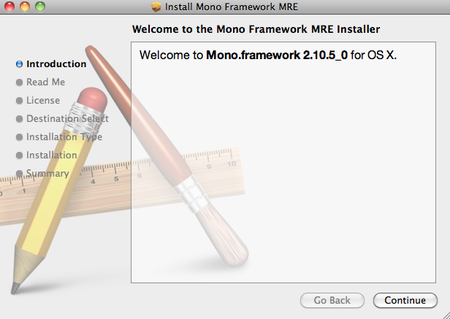 Install Mono Framework MRE
Welcome to the Mono Framework MRE Installer
Introduction
Read Me
License
Destination Select
Installation Type
Installation
Summary
Welcome to Mono.framework 2.10.5_0 for OS X.
Go Back
Continue